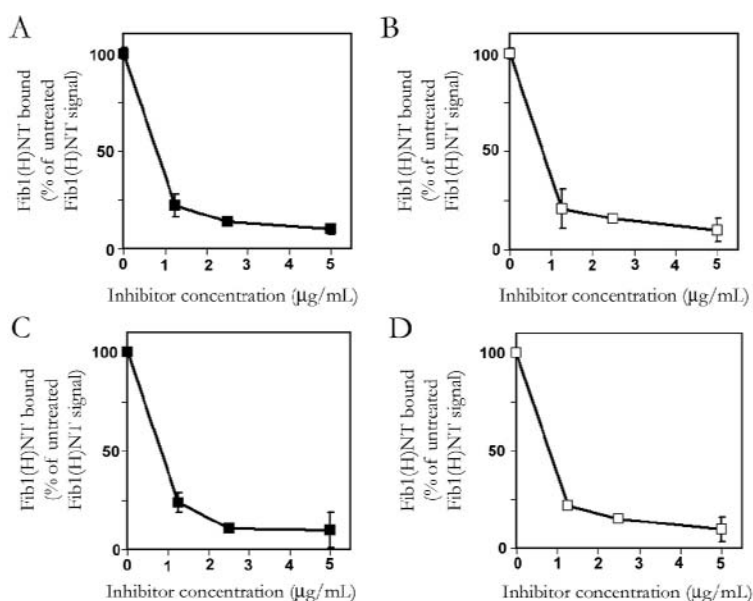 A
Fib1(H)NT bound
(% of untreated
Fib1(H)NT signal)
100
50
0
0 1 2 3 4 5
Inhibitor concentration (μg/mL)
B
Fib1(H)NT bound
(% of untreated
Fib1(H)NT signal)
100
50
0
0 1 2 3 4 5
Inhibitor concentration (μg/mL)
C
Fib1(H)NT bound
(% of untreated
Fib1(H)NT signal)
100
50
0
0 1 2 3 4 5
Inhibitor concentration (μg/mL)
D
Fib1(H)NT bound
(% of untreated
Fib1(H)NT signal)
100
50
0
0 1 2 3 4 5
Inhibitor concentration (μg/mL)